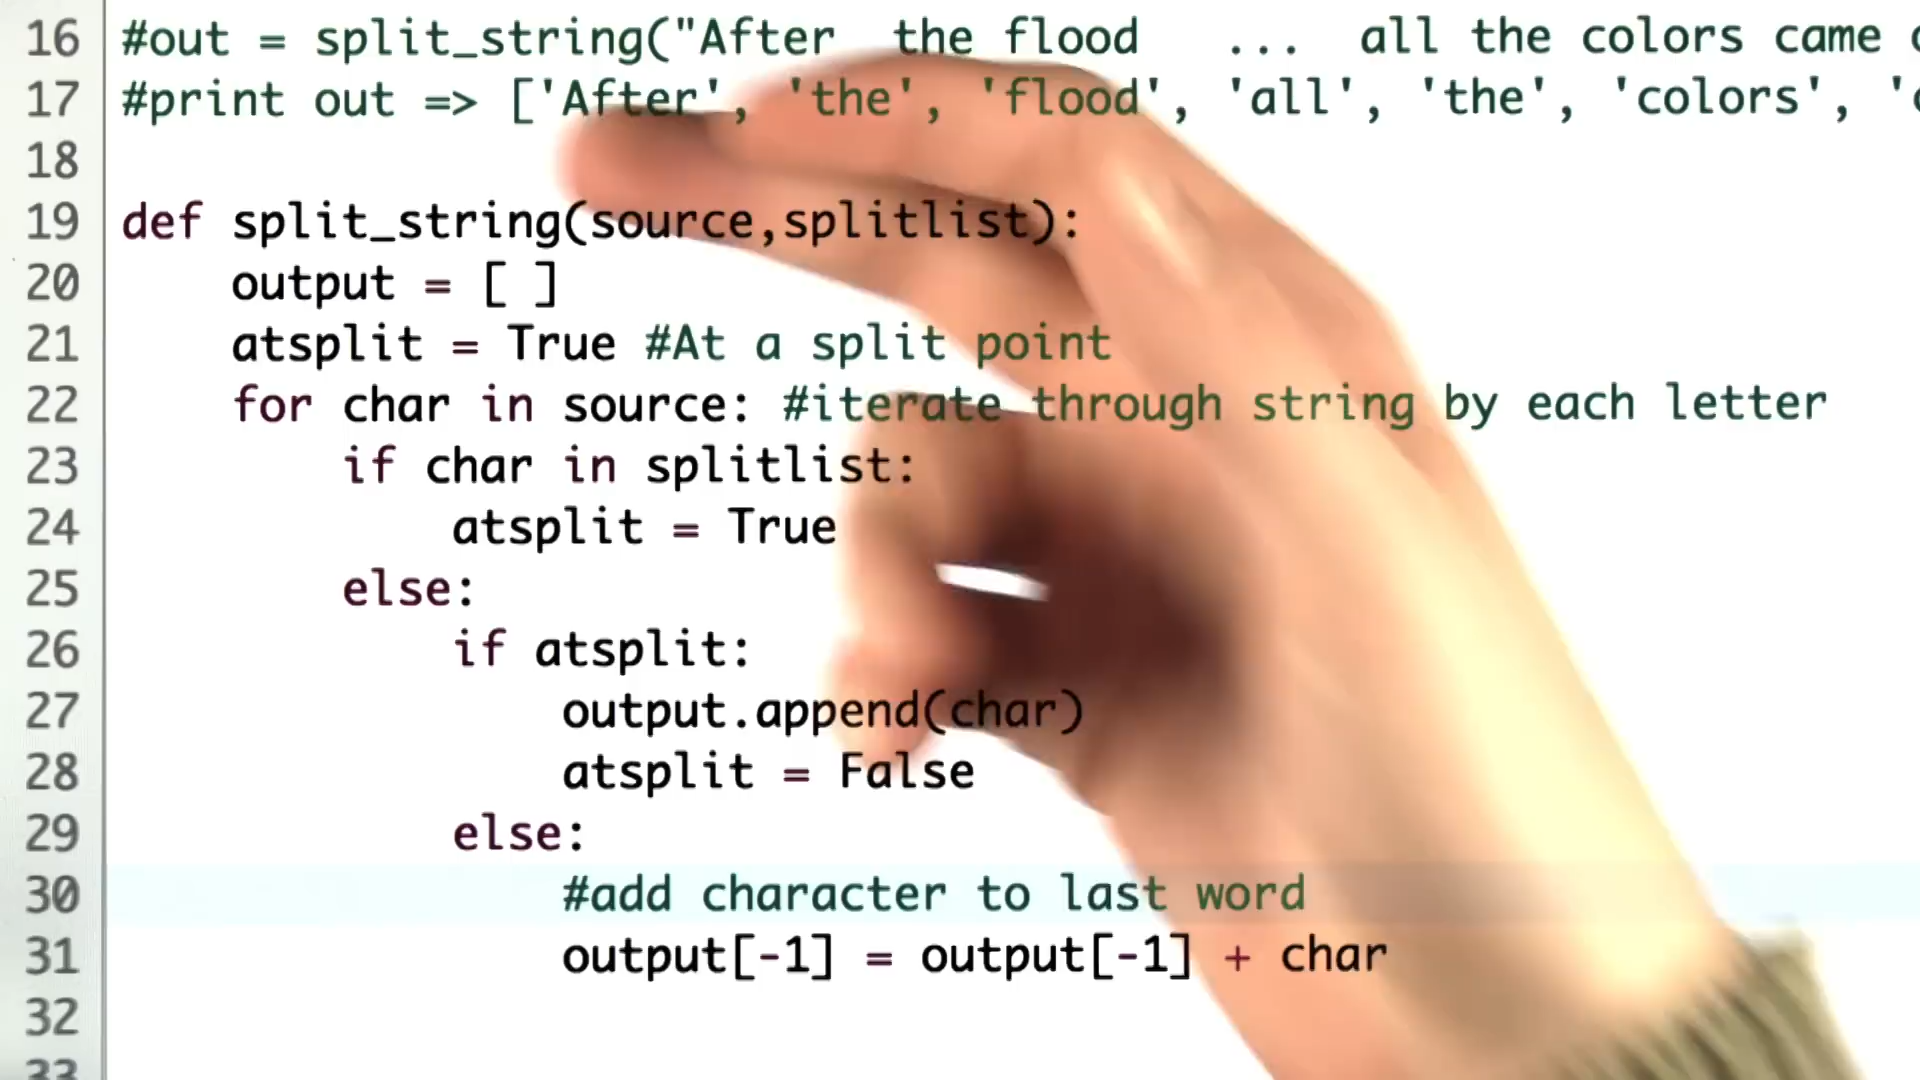 16 #out = split_string("After  the flood   ...  all the colors came
17 #print out => ['After', 'the', 'flood', 'all', 'the', 'colors', '
18
19 def split_string(source,splitlist):
20     output = [ ]
21     atsplit = True #At a split point
22     for char in source: #iterate through string by each letter
23         if char in splitlist:
24             atsplit = True
25         else:
26             if atsplit:
27                 output.append(char)
28                 atsplit = False
29             else:
30                 #add character to last word
31                 output[-1] = output[-1] + char
32
33